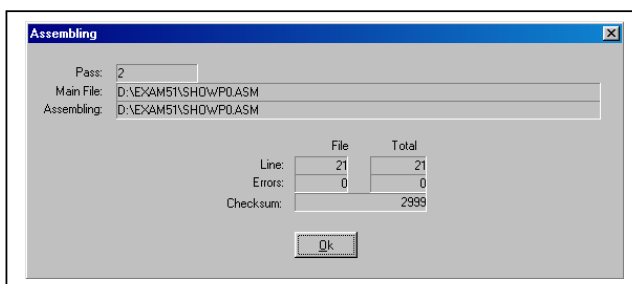 Assembling
Pass: 2
Main File: D:\EXAM51\SHOWP0.ASM
Assembling: D:\EXAM51\SHOWP0.ASM
File Total
Line: 21 21
Errors: 0 0
Checksum: 2999
Ok